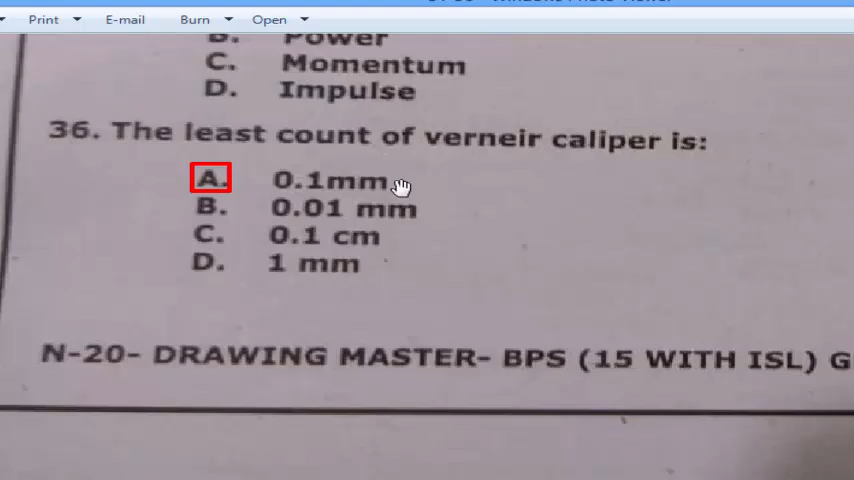 Print E-mail Burn Open
B. Power
C. Momentum
D. Impulse
36. The least count of verneir caliper is:
A. 0.1mm
B. 0.01 mm
C. 0.1 cm
D. 1 mm
N-20- DRAWING MASTER- BPS (15 WITH ISL) G